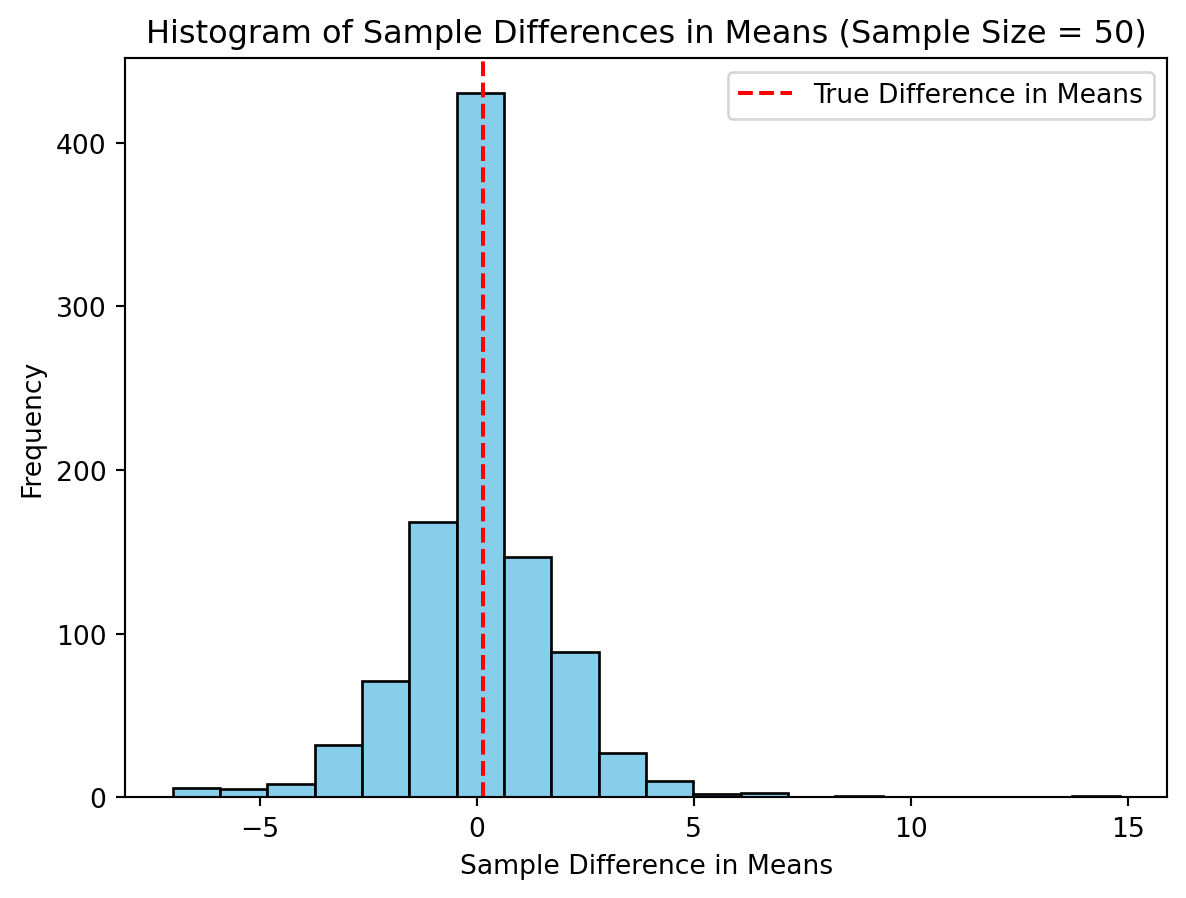 Histogram of Sample Differences in Means (Sample Size = 50)
True Difference in Means
400
300
200
100
0
Frequency
−5
0
5
10
15
Sample Difference in Means